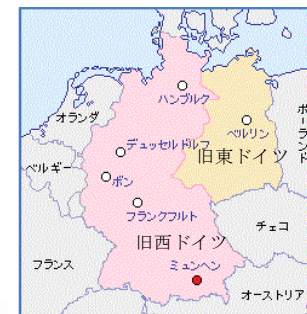 ハンブルク
オランダ
ベルリン
ポーランド
デュッセルドルフ
旧東ドイツ
ベルギー
ボン
フランクフルト
チェコ
旧西ドイツ
フランス
ミュンヘン
オーストリア